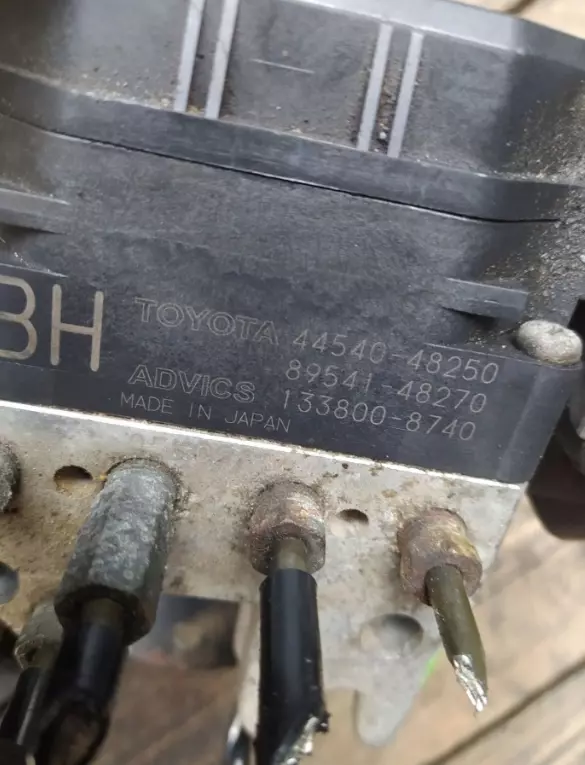 BH
TOYOTA 44540-48250
89541-48270
ADVICS 133800-8740
MADE IN JAPAN